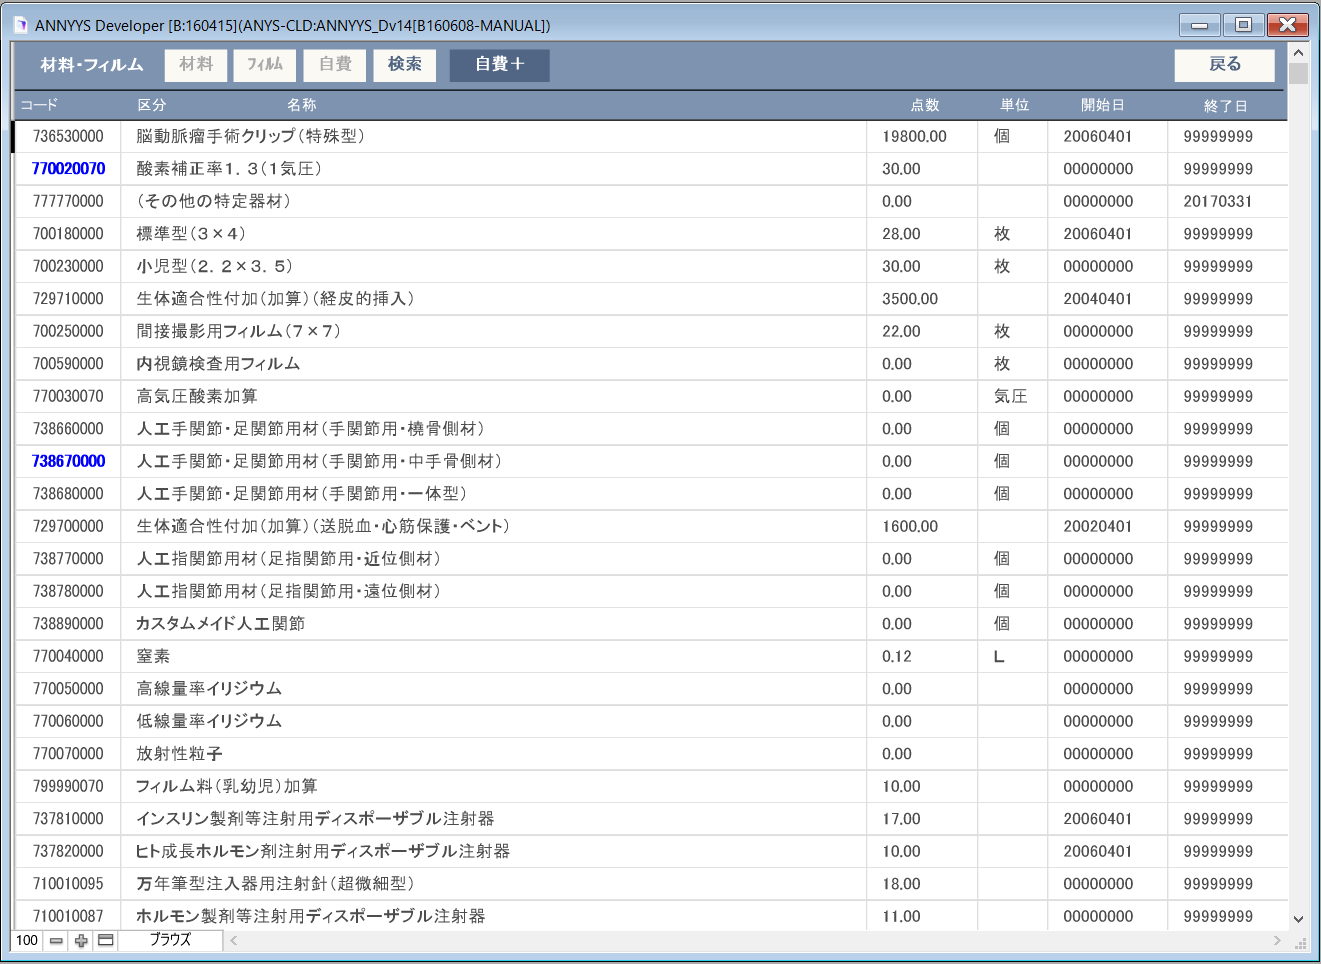 ANNYYS Developer [B:160415](ANYS-CLD:ANNYYS_Dv14[B160608-MANUAL])
材料・フィルム 材料 フィルム 自費 検索 自費＋ 戻る
コード 区分 名称 点数 単位 開始日 終了日
736530000 脳動脈瘤手術クリップ（特殊型） 19800.00 個 20060401 99999999
770020070 酸素補正率１．３（１気圧） 30.00 00000000 99999999
777770000 （その他の特定器材） 0.00 00000000 20170331
700180000 標準型（３×４） 28.00 枚 20060401 99999999
700230000 小児型（２．２×３．５） 30.00 枚 00000000 99999999
729710000 生体適合性付加（加算）（経皮的挿入） 3500.00 20040401 99999999
700250000 間接撮影用フィルム（７×７） 22.00 枚 00000000 99999999
700590000 内視鏡検査用フィルム 0.00 枚 00000000 99999999
770030070 高気圧酸素加算 0.00 気圧 00000000 99999999
738660000 人工手関節・足関節用材（手関節用・橈骨側材） 0.00 個 00000000 99999999
738670000 人工手関節・足関節用材（手関節用・中手骨側材） 0.00 個 00000000 99999999
738680000 人工手関節・足関節用材（手関節用・一体型） 0.00 個 00000000 99999999
729700000 生体適合性付加（加算）（送脱血・心筋保護・ベント） 1600.00 20020401 99999999
738770000 人工指関節用材（足指関節用・近位側材） 0.00 個 00000000 99999999
738780000 人工指関節用材（足指関節用・遠位側材） 0.00 個 00000000 99999999
738890000 カスタムメイド人工関節 0.00 個 00000000 99999999
770040000 窒素 0.12 Ｌ 00000000 99999999
770050000 高線量率イリジウム 0.00 00000000 99999999
770060000 低線量率イリジウム 0.00 00000000 99999999
770070000 放射性粒子 0.00 00000000 99999999
799990070 フィルム料（乳幼児）加算 10.00 00000000 99999999
737810000 インスリン製剤等注射用ディスポーザブル注射器 17.00 20060401 99999999
737820000 ヒト成長ホルモン剤注射用ディスポーザブル注射器 10.00 20060401 99999999
710010095 万年筆型注入器用注射針（超微細型） 18.00 00000000 99999999
710010087 ホルモン製剤等注射用ディスポーザブル注射器 11.00 00000000 99999999
100 ブラウズ